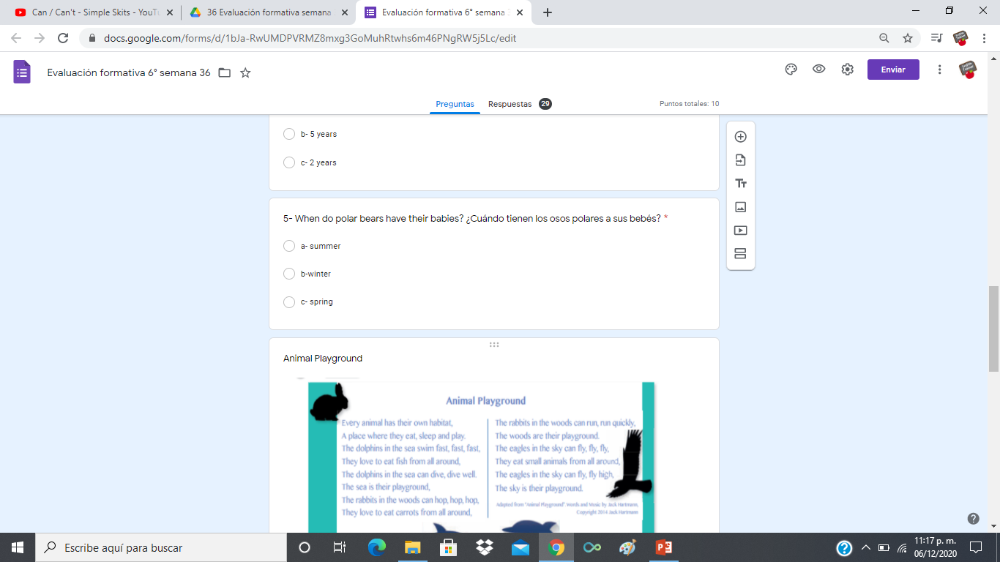 Can / Can't - Simple Skits - YouTu
36 Evaluación formativa semana
Evaluación formativa 6° semana
docs.google.com/forms/d/1bJa-RwUMDPVRMZ8mxg3GoMuhRtwhs6m46PNgRW5j5Lc/edit
Evaluación formativa 6° semana 36
Enviar
Preguntas
Respuestas 29
Puntos totales: 10
b- 5 years
c- 2 years
5- When do polar bears have their babies? ¿Cuándo tienen los osos polares a sus bebés? *
a- summer
b-winter
c- spring
Animal Playground
Animal Playground
Every animal has their own habitat,
A place where they eat, sleep and play.
The dolphins in the sea swim fast, fast, fast,
They love to eat fish from all around,
The dolphins in the sea can dive, dive well.
The sea is their playground,
The rabbits in the woods can hop, hop, hop,
They love to eat carrots from all around,
The rabbits in the woods can run, run quickly,
The woods are their playground.
The eagles in the sky can fly, fly, fly,
They eat small animals from all around,
The eagles in the sky can fly, fly high,
The sky is their playground.
Adapted from "Animal Playground". Words and Music by Jack Hartmann,
Copyright 2014 Jack Hartmann
Escribe aquí para buscar
11:17 p. m.
06/12/2020